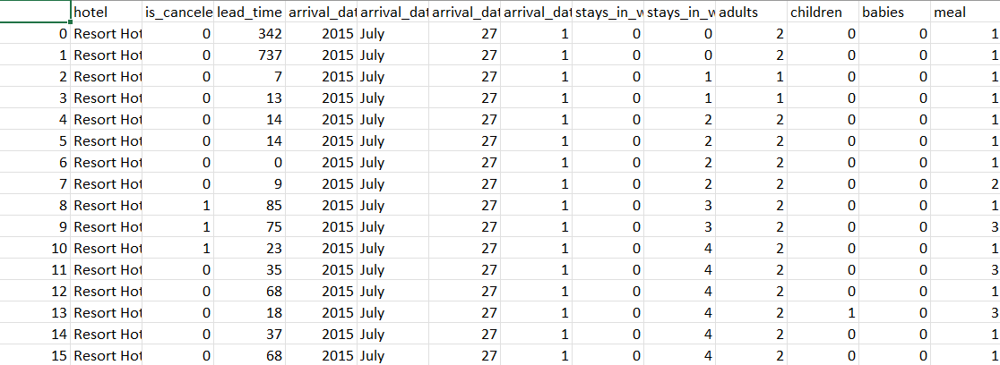 hotel is_cancele lead_time arrival_dat arrival_dat arrival_dat arrival_dat stays_in_w stays_in_w adults children babies meal
0 Resort Hot 0 342 2015 July 27 1 0 0 2 0 0 1
1 Resort Hot 0 737 2015 July 27 1 0 0 2 0 0 1
2 Resort Hot 0 7 2015 July 27 1 0 1 1 0 0 1
3 Resort Hot 0 13 2015 July 27 1 0 1 1 0 0 1
4 Resort Hot 0 14 2015 July 27 1 0 2 2 0 0 1
5 Resort Hot 0 14 2015 July 27 1 0 2 2 0 0 1
6 Resort Hot 0 0 2015 July 27 1 0 2 2 0 0 1
7 Resort Hot 0 9 2015 July 27 1 0 2 2 0 0 2
8 Resort Hot 1 85 2015 July 27 1 0 3 2 0 0 1
9 Resort Hot 1 75 2015 July 27 1 0 3 2 0 0 3
10 Resort Hot 1 23 2015 July 27 1 0 4 2 0 0 1
11 Resort Hot 0 35 2015 July 27 1 0 4 2 0 0 3
12 Resort Hot 0 68 2015 July 27 1 0 4 2 0 0 1
13 Resort Hot 0 18 2015 July 27 1 0 4 2 1 0 3
14 Resort Hot 0 37 2015 July 27 1 0 4 2 0 0 1
15 Resort Hot 0 68 2015 July 27 1 0 4 2 0 0 1